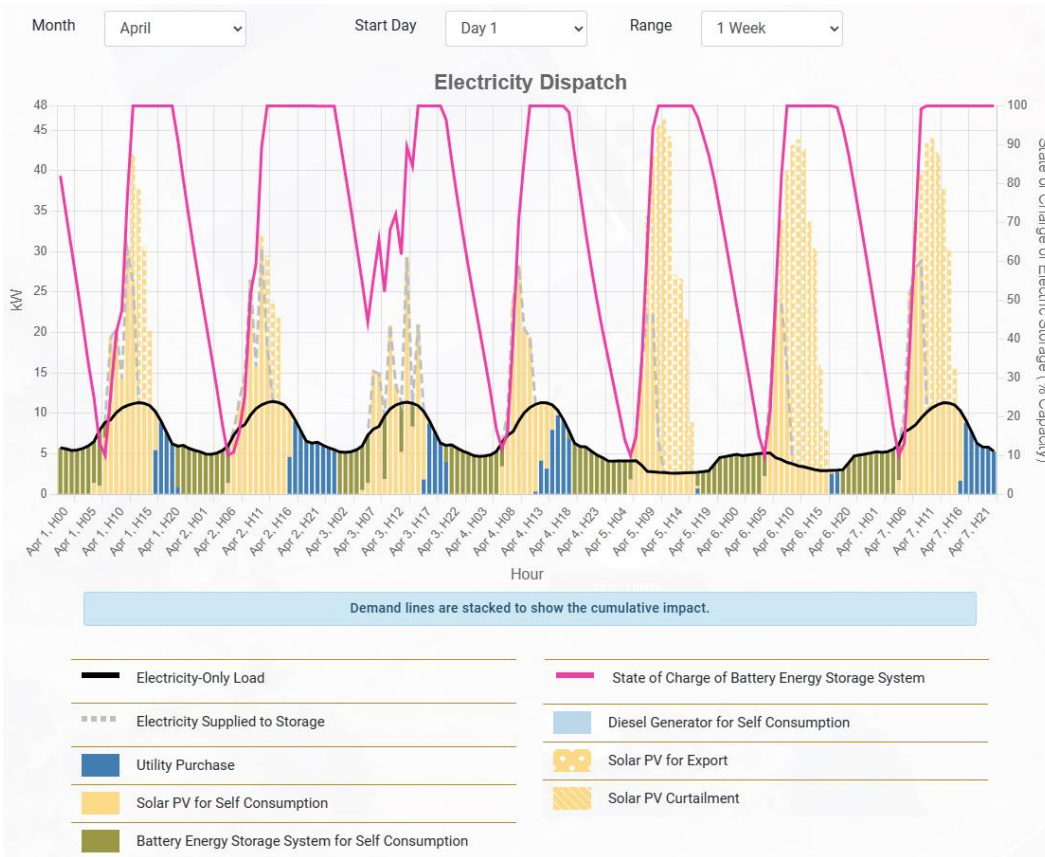 Month April Start Day Day 1 Range 1 Week
Electricity Dispatch
48
45
40
35
30
25
20
15
10
5
0
kW
100
90
80
70
60
50
40
30
20
10
0
State of Charge of Electric Storage (% Capacity)
Apr 1, H00
Apr 1, H05
Apr 1, H10
Apr 1, H15
Apr 1, H20
Apr 2, H01
Apr 2, H06
Apr 2, H11
Apr 2, H16
Apr 2, H21
Apr 3, H02
Apr 3, H07
Apr 3, H12
Apr 3, H17
Apr 3, H22
Apr 4, H03
Apr 4, H08
Apr 4, H13
Apr 4, H18
Apr 4, H23
Apr 5, H04
Apr 5, H09
Apr 5, H14
Apr 5, H19
Apr 6, H00
Apr 6, H05
Apr 6, H10
Apr 6, H15
Apr 6, H20
Apr 7, H01
Apr 7, H06
Apr 7, H11
Apr 7, H16
Apr 7, H21
Hour
Demand lines are stacked to show the cumulative impact.
Electricity-Only Load
Electricity Supplied to Storage
Utility Purchase
Solar PV for Self Consumption
Battery Energy Storage System for Self Consumption
State of Charge of Battery Energy Storage System
Diesel Generator for Self Consumption
Solar PV for Export
Solar PV Curtailment